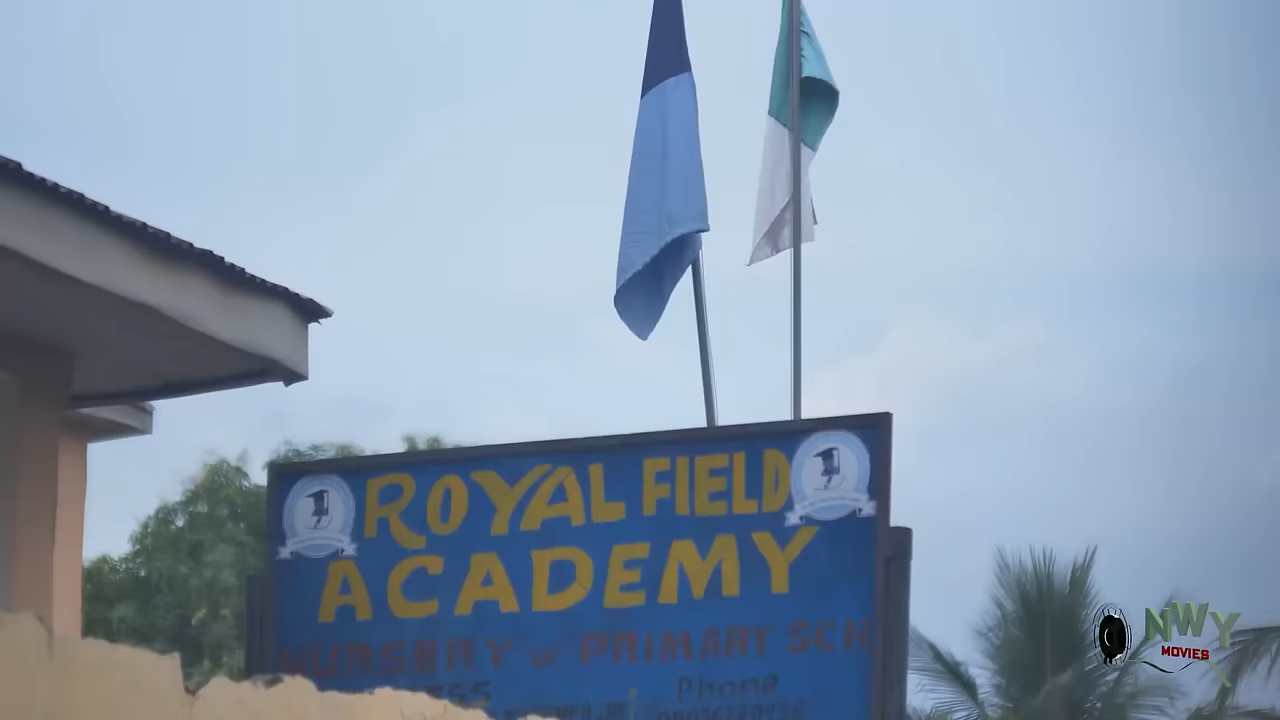 ROYAL FIELD
ACADEMY
NURSERY & PRIMARY SCH
Phone
NWY
MOVIES